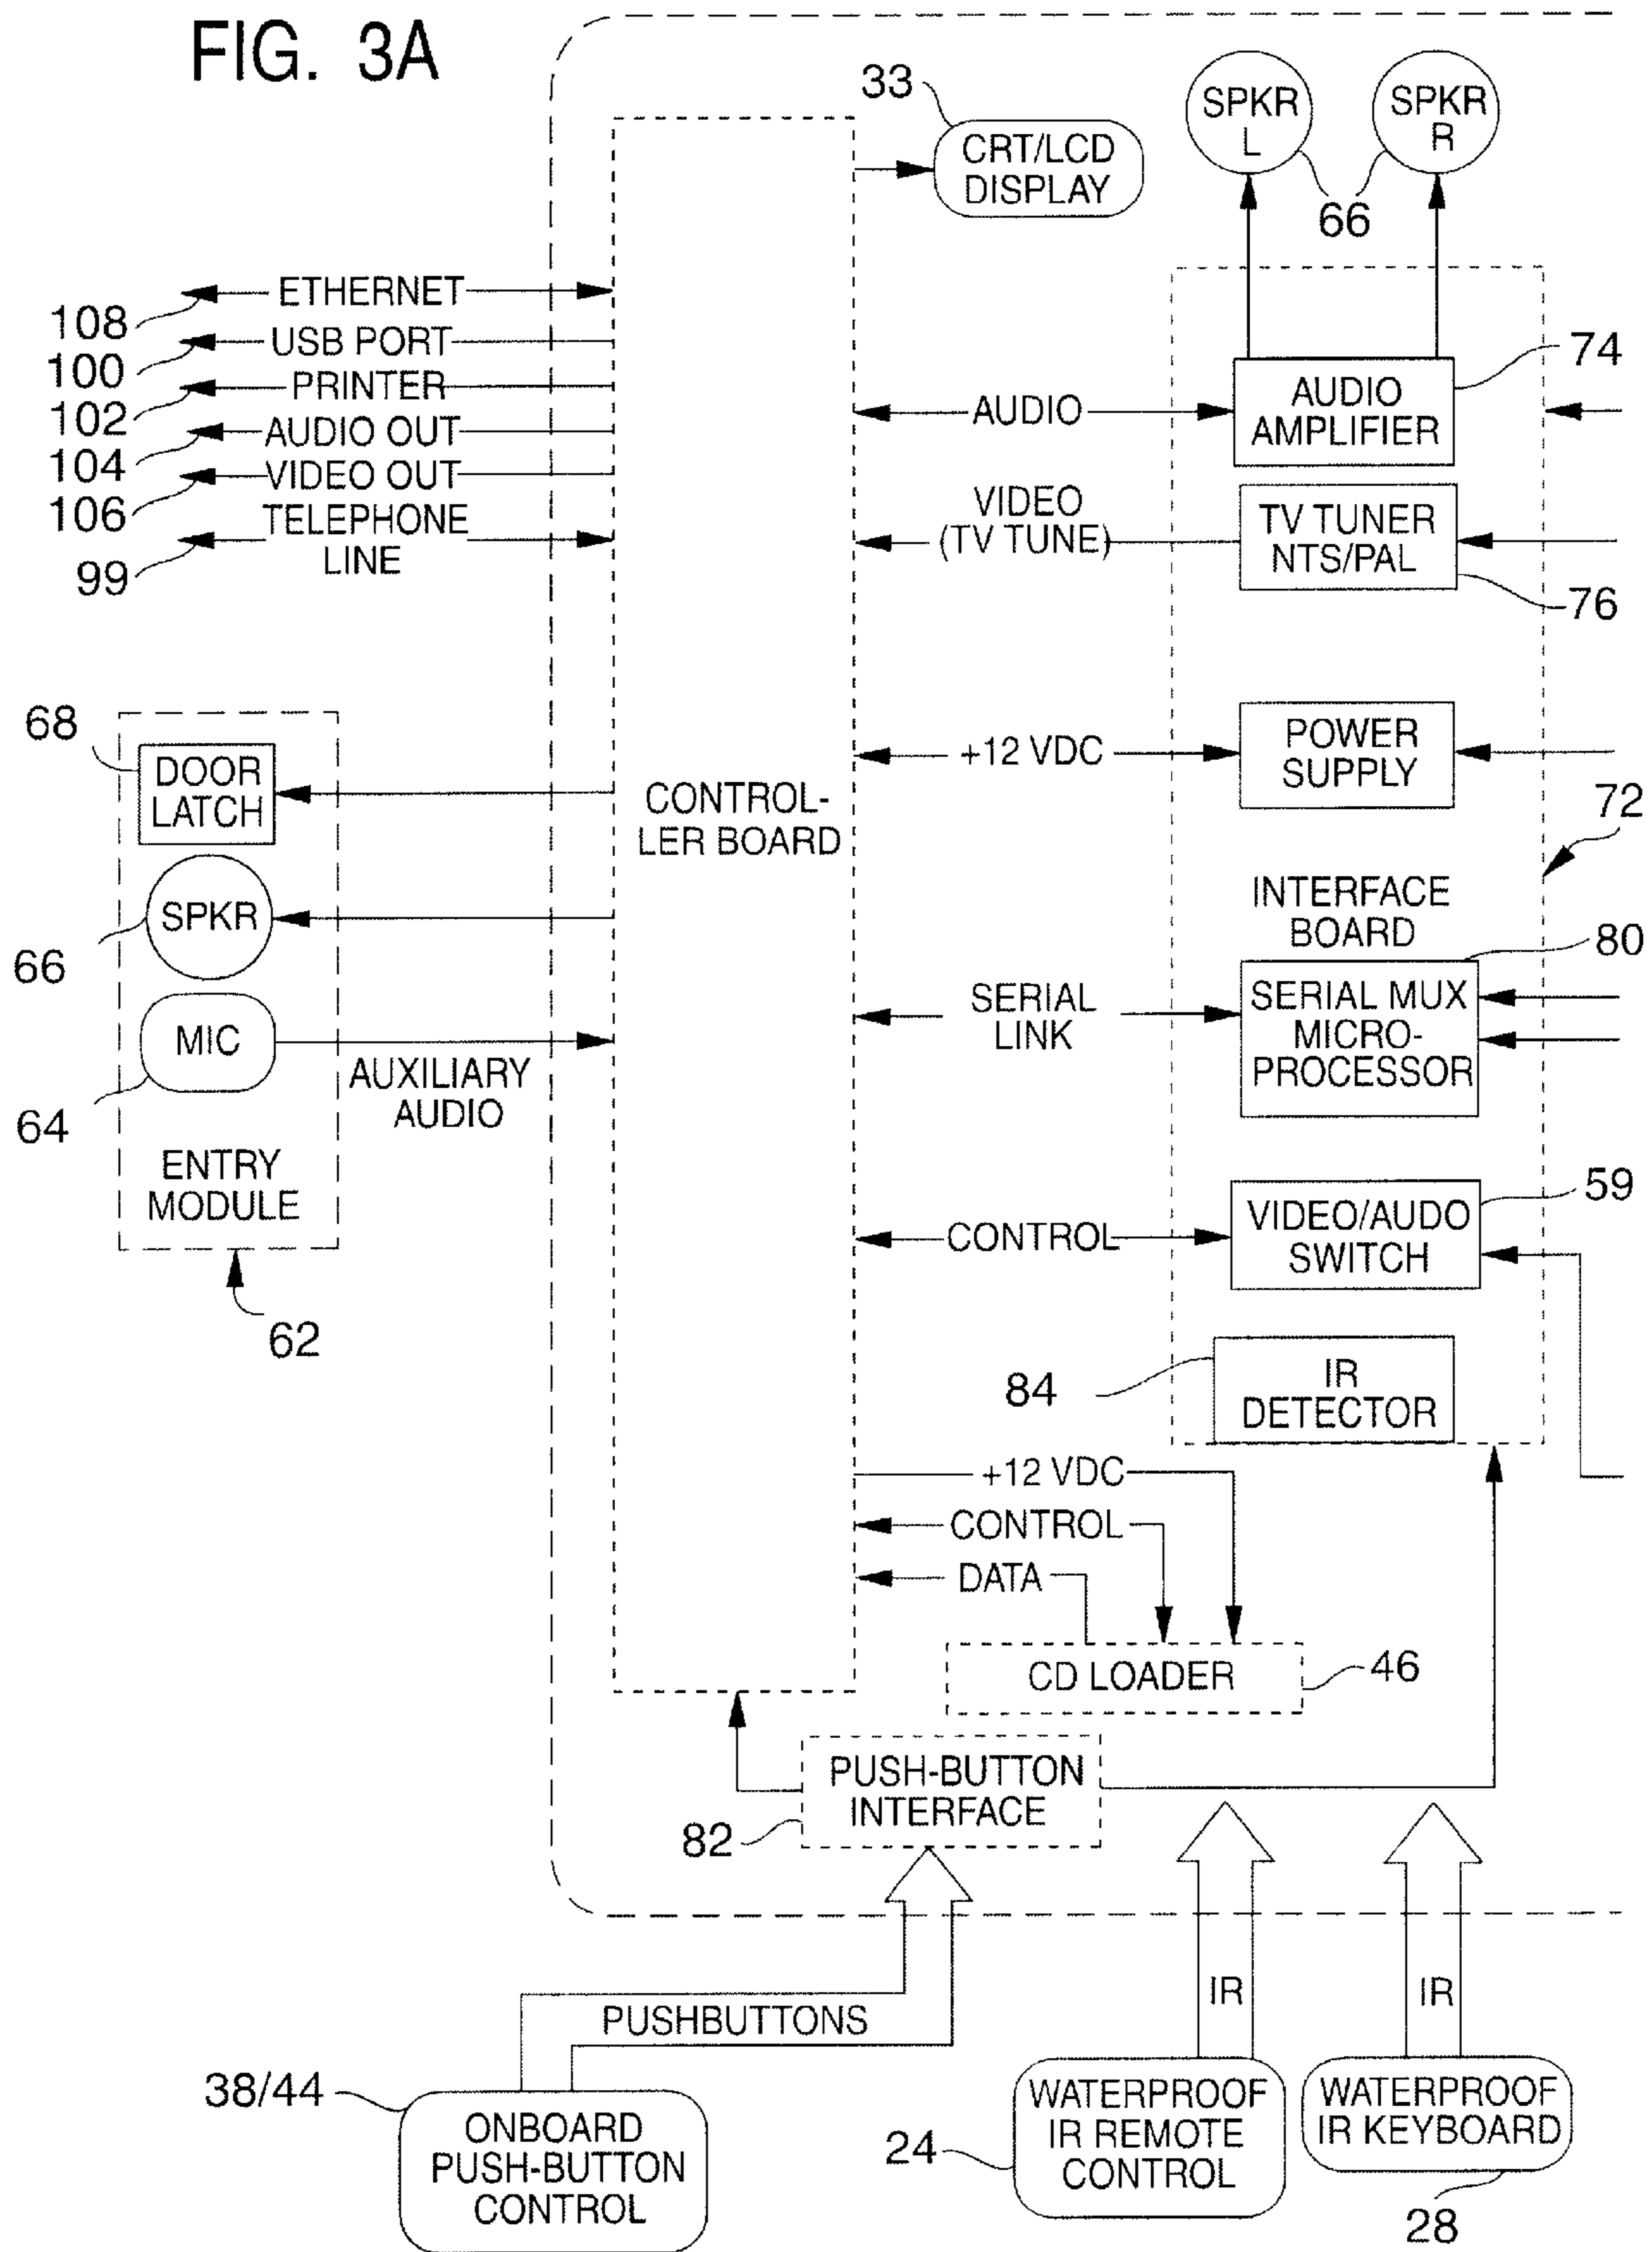 FIG. 3A
33
CRT/LCD
DISPLAY
SPKR
L
SPKR
R
66
ETHERNET
108
USB PORT
100
PRINTER
102
AUDIO OUT
104
VIDEO OUT
106
TELEPHONE
LINE
99
AUDIO
AUDIO
AMPLIFIER
74
VIDEO
(TV TUNE)
TV TUNER
NTS/PAL
76
68
DOOR
LATCH
SPKR
66
MIC
64
AUXILIARY
AUDIO
ENTRY
MODULE
62
CONTROL-
LER BOARD
+12 VDC
POWER
SUPPLY
72
INTERFACE
BOARD
80
SERIAL
LINK
SERIAL MUX
MICRO-
PROCESSOR
59
CONTROL
VIDEO/AUDO
SWITCH
84
IR
DETECTOR
+12 VDC
CONTROL
DATA
CD LOADER
46
PUSH-BUTTON
INTERFACE
82
PUSHBUTTONS
IR
IR
38/44
ONBOARD
PUSH-BUTTON
CONTROL
24
WATERPROOF
IR REMOTE
CONTROL
WATERPROOF
IR KEYBOARD
28